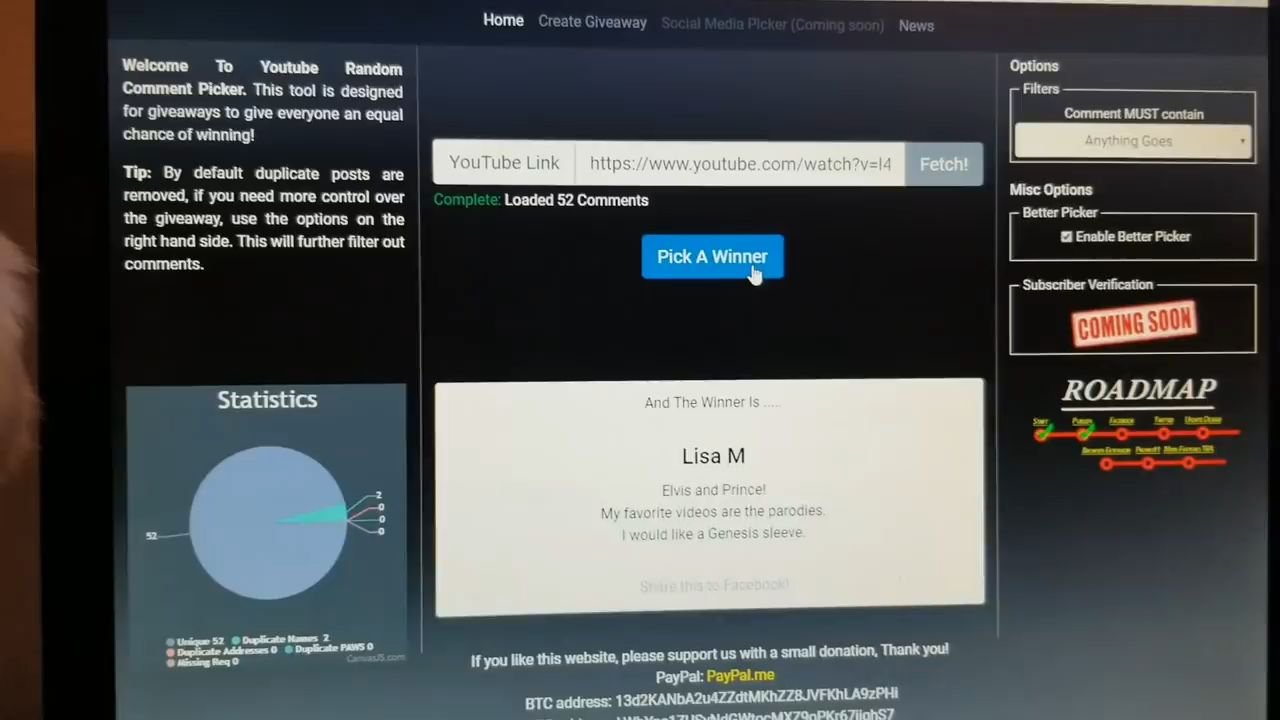 Home Create Giveaway Social Media Picker (Coming soon) News
Welcome To Youtube Random
Comment Picker. This tool is designed
for giveaways to give everyone an equal
chance of winning!
Tip: By default duplicate posts are
removed, if you need more control over
the giveaway, use the options on the
right hand side. This will further filter out
comments.
Statistics
2
0
0
0
52
Unique 52 Duplicate Names 2
Duplicate Addresses 0 Duplicate PAWS 0
Missing Req 0
CanvasJS.com
YouTube Link https://www.youtube.com/watch?v=l4 Fetch!
Complete: Loaded 52 Comments
Pick A Winner
And The Winner Is .....
Lisa M
Elvis and Prince!
My favorite videos are the parodies.
I would like a Genesis sleeve.
Share this to Facebook!
If you like this website, please support us with a small donation, Thank you!
PayPal: PayPal.me
BTC address: 13d2KANbA2u4ZZdtMKhZZ8JVFKhLA9zPHi
Options
Filters
Comment MUST contain
Anything Goes
Misc Options
Better Picker
Enable Better Picker
Subscriber Verification
COMING SOON
ROADMAP